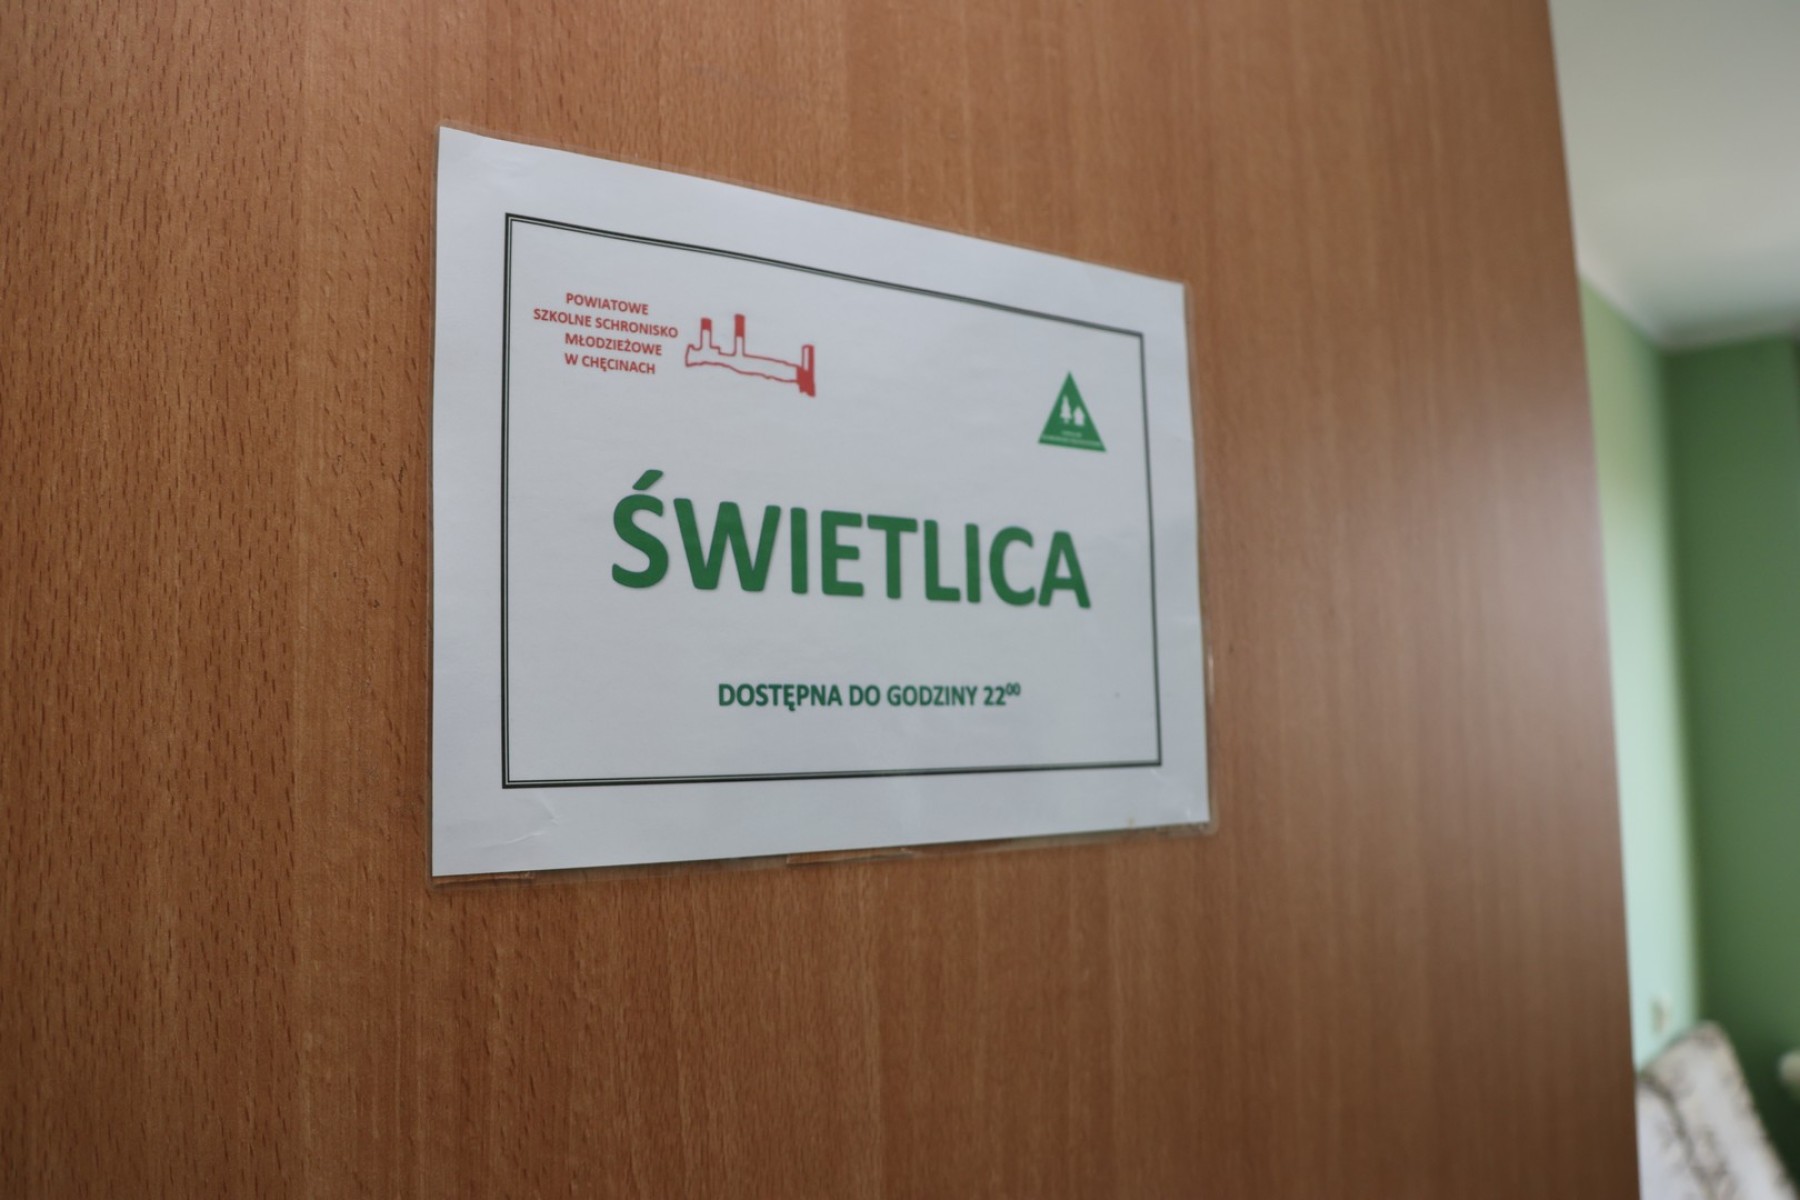 POWIATOWE
SZKOLNE SCHRONISKO
MŁODZIEŻOWE
W CHĘCINACH
ŚWIETLICA
DOSTĘPNA DO GODZINY 22⁰⁰